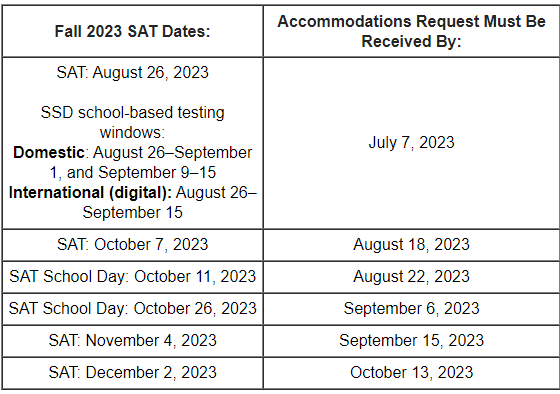 Fall 2023 SAT Dates:
Accommodations Request Must Be
Received By:
SAT: August 26, 2023
SSD school-based testing
windows:
Domestic: August 26–September
1, and September 9–15
International (digital): August 26–
September 15
July 7, 2023
SAT: October 7, 2023
August 18, 2023
SAT School Day: October 11, 2023
August 22, 2023
SAT School Day: October 26, 2023
September 6, 2023
SAT: November 4, 2023
September 15, 2023
SAT: December 2, 2023
October 13, 2023